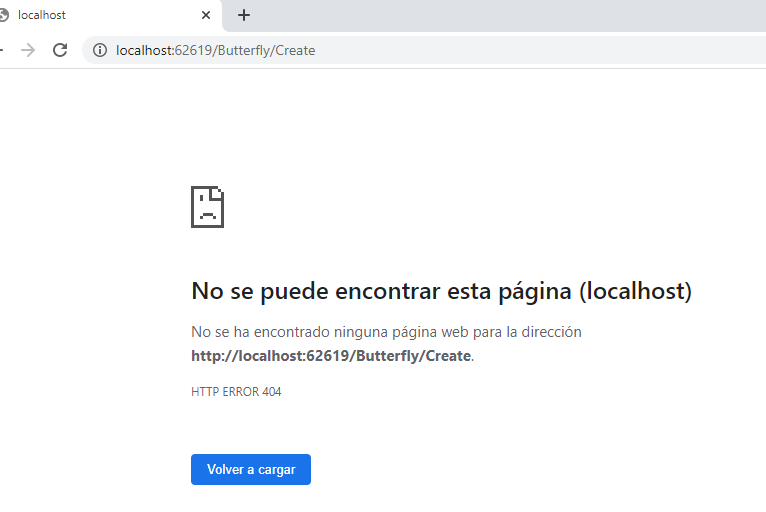 localhost
localhost:62619/Butterfly/Create
No se puede encontrar esta página (localhost)
No se ha encontrado ninguna página web para la dirección
http://localhost:62619/Butterfly/Create.
HTTP ERROR 404
Volver a cargar